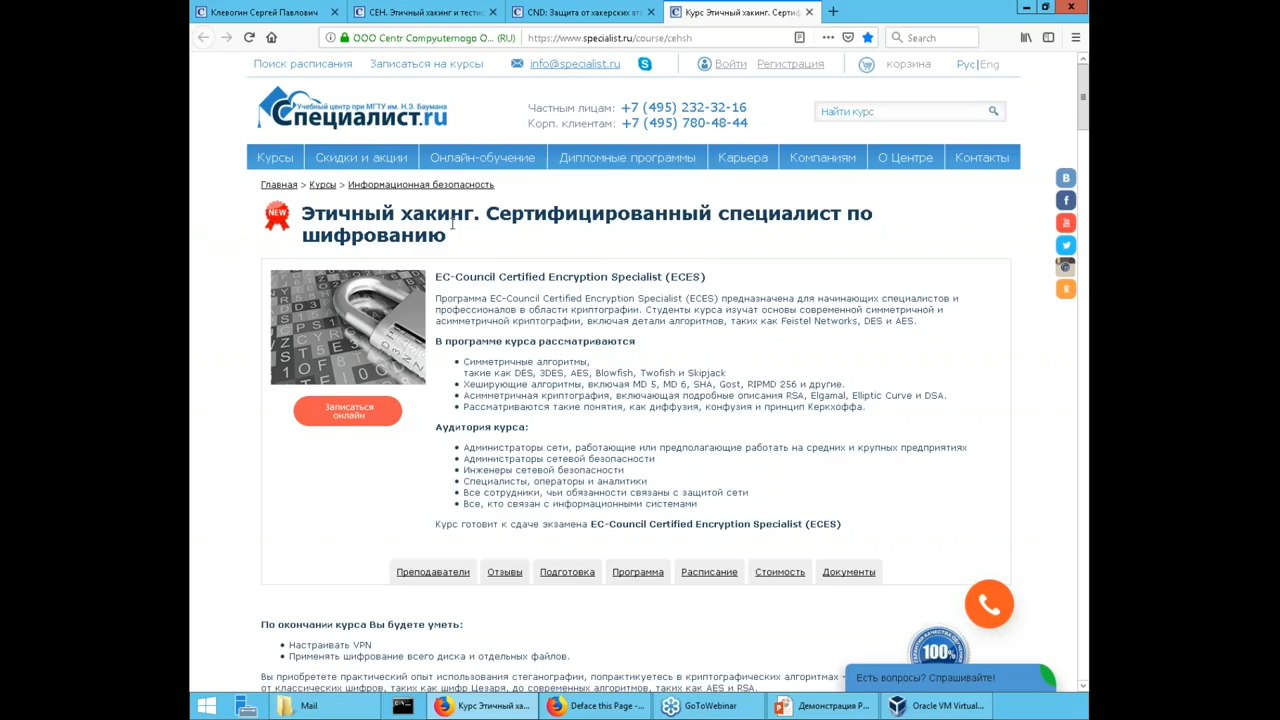 Клевогин Сергей Павлович
CEH. Этичный хакинг и тести
CND: Защита от хакерских ат
Курс Этичный хакинг. Сертиф
ООО Centr Compyuternogo O... (RU)
https://www.specialist.ru/course/cehsh
Search
Поиск расписания
Записаться на курсы
info@specialist.ru
Войти
Регистрация
корзина
Рус|Eng
Учебный центр при МГТУ им. Н.Э. Баумана
Специалист.ru
Частным лицам: +7 (495) 232-32-16
Корп. клиентам: +7 (495) 780-48-44
Найти курс
Курсы
Скидки и акции
Онлайн-обучение
Дипломные программы
Карьера
Компаниям
О Центре
Контакты
Главная > Курсы > Информационная безопасность
NEW
Этичный хакинг. Сертифицированный специалист по
шифрованию
EC-Council Certified Encryption Specialist (ECES)
Программа EC-Council Certified Encryption Specialist (ECES) предназначена для начинающих специалистов и
профессионалов в области криптографии. Студенты курса изучат основы современной симметричной и
асимметричной криптографии, включая детали алгоритмов, таких как Feistel Networks, DES и AES.
В программе курса рассматриваются
• Симметричные алгоритмы,
такие как DES, 3DES, AES, Blowfish, Twofish и Skipjack
• Хеширующие алгоритмы, включая MD 5, MD 6, SHA, Gost, RIPMD 256 и другие.
• Асимметричная криптография, включающая подробные описания RSA, Elgamal, Elliptic Curve и DSA.
• Рассматриваются такие понятия, как диффузия, конфузия и принцип Керкхоффа.
Записаться
онлайн
Аудитория курса:
• Администраторы сети, работающие или предполагающие работать на средних и крупных предприятиях
• Администраторы сетевой безопасности
• Инженеры сетевой безопасности
• Специалисты, операторы и аналитики
• Все сотрудники, чьи обязанности связаны с защитой сети
• Все, кто связан с информационными системами
Курс готовит к сдаче экзамена EC-Council Certified Encryption Specialist (ECES)
Преподаватели
Отзывы
Подготовка
Программа
Расписание
Стоимость
Документы
По окончании курса Вы будете уметь:
• Настраивать VPN
• Применять шифрование всего диска и отдельных файлов.
Вы приобретете практический опыт использования стеганографии, попрактикуетесь в криптографических алгоритмах -
от классических шифров, таких как шифр Цезаря, до современных алгоритмов, таких как AES и RSA.
100%
Есть вопросы? Спрашивайте!
Mail
Курс Этичный ха...
Deface this Page - ...
GoToWebinar
Демонстрация Р...
Oracle VM Virtual...